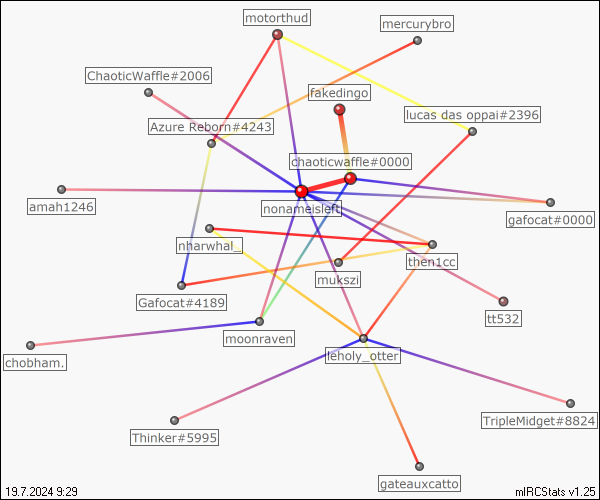 motorthud
mercurybro
ChaoticWaffle#2006
fakedingo
lucas das oppai#2396
Azure Reborn#4243
chaoticwaffle#0000
amah1246
nonameisleft
gafocat#0000
nharwhal_
then1cc
mukszi
Gafocat#4189
tt532
moonraven
leholy_otter
chobham.
TripleMidget#8824
Thinker#5995
gateauxcatto
19.7.2024 9:29
mIRCStats v1.25